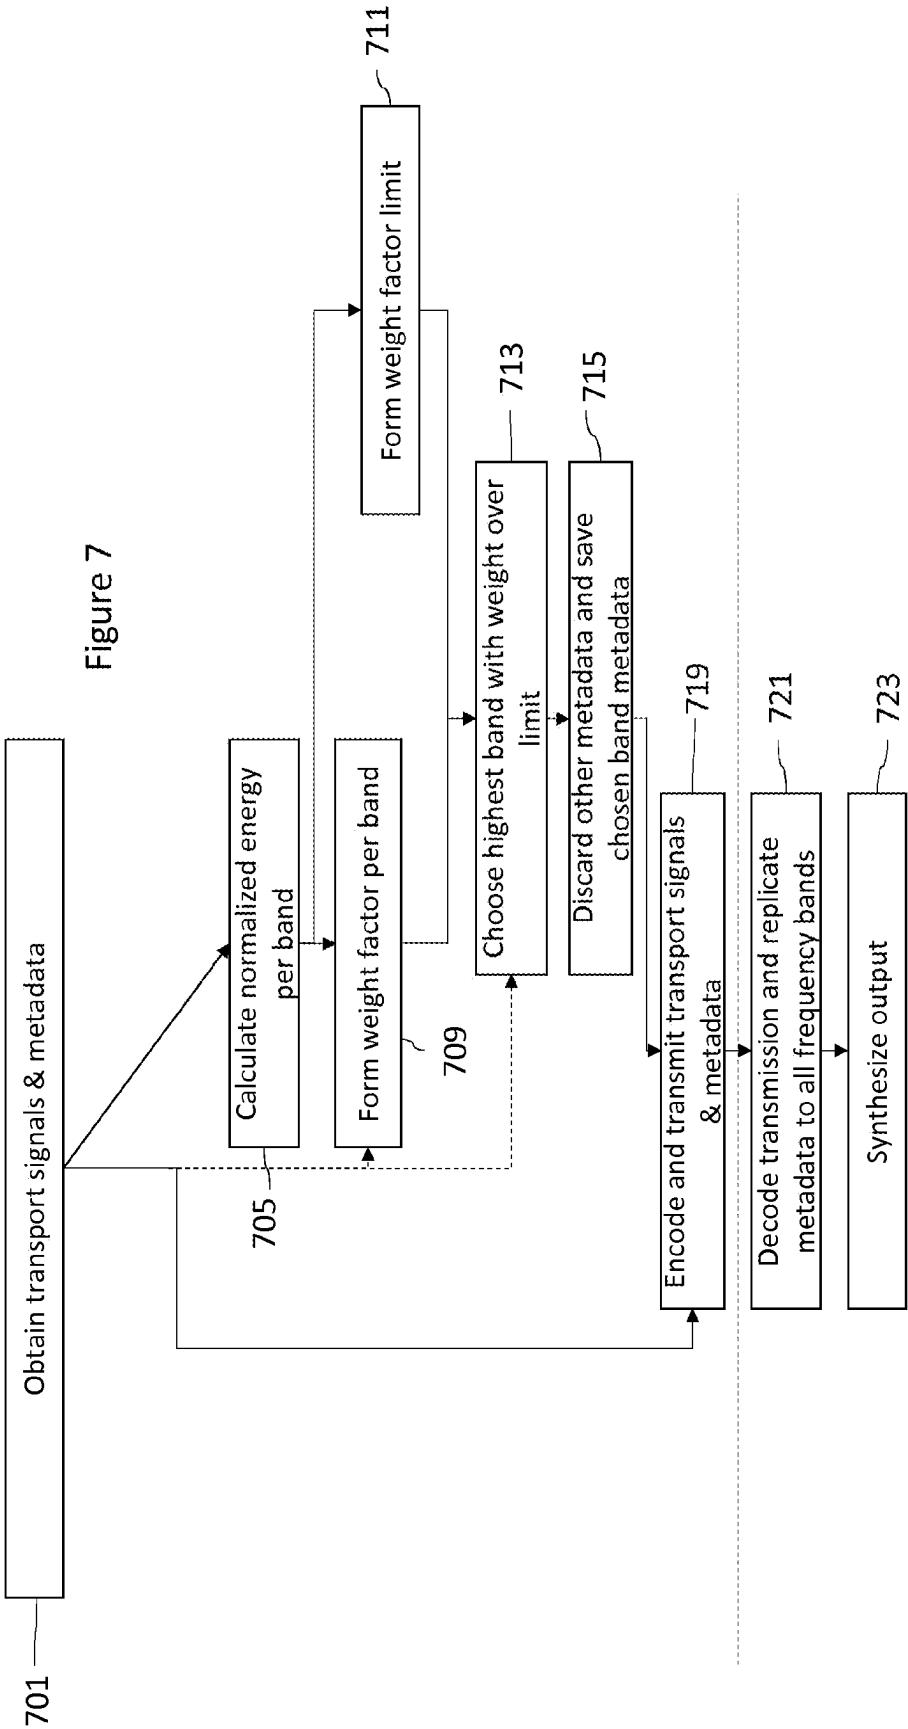 Figure 7
701
Obtain transport signals & metadata
705
Calculate normalized energy
per band
709
Form weight factor per band
711
Form weight factor limit
713
Choose highest band with weight over
limit
715
Discard other metadata and save
chosen band metadata
719
Encode and transmit transport signals
& metadata
721
Decode transmission and replicate
metadata to all frequency bands
723
Synthesize output